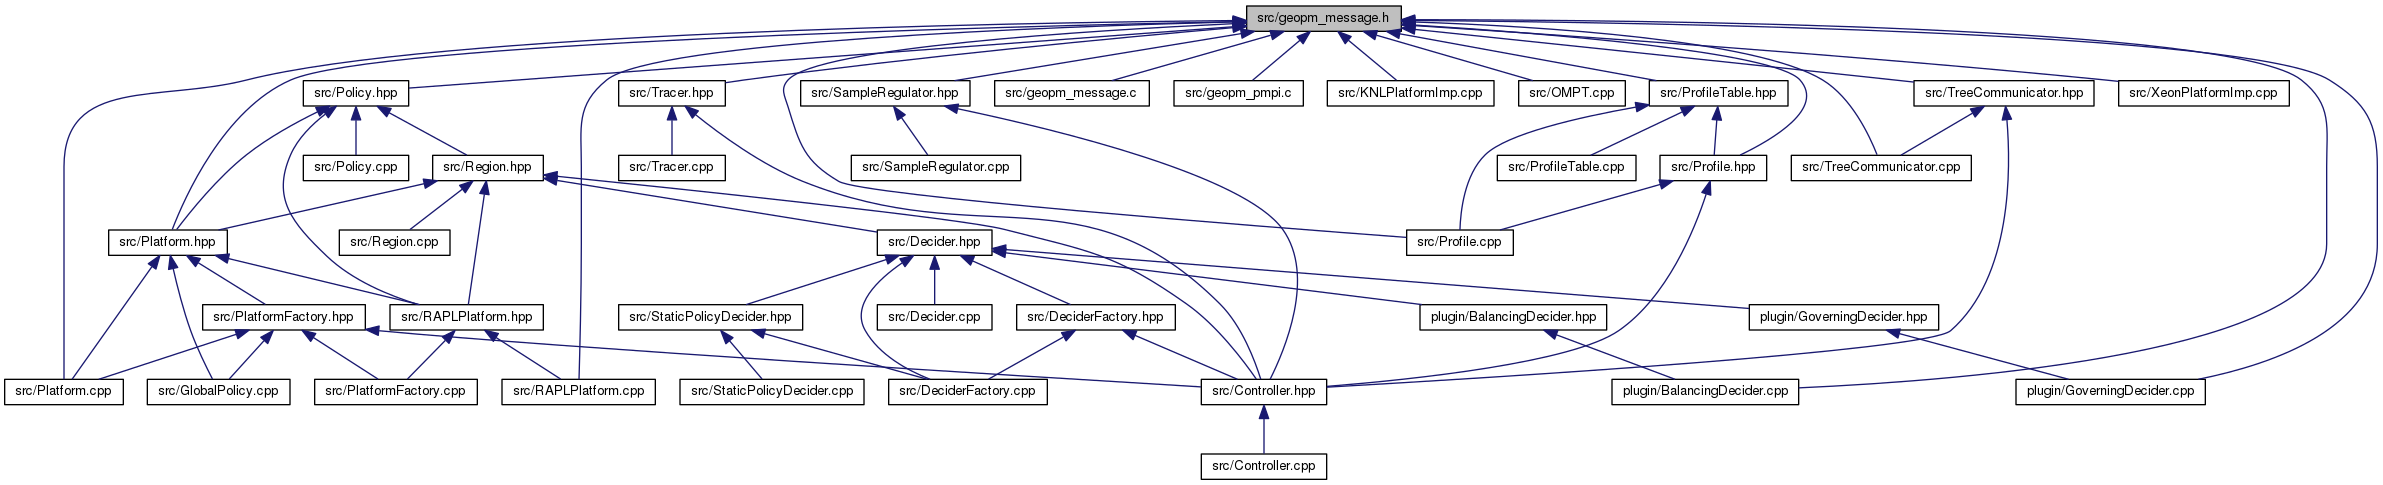 src/geopm_message.h
src/Policy.hpp
src/Tracer.hpp
src/SampleRegulator.hpp
src/geopm_message.c
src/geopm_pmpi.c
src/KNLPlatformImp.cpp
src/OMPT.cpp
src/ProfileTable.hpp
src/TreeCommunicator.hpp
src/XeonPlatformImp.cpp
src/Policy.cpp
src/Region.hpp
src/Tracer.cpp
src/SampleRegulator.cpp
src/ProfileTable.cpp
src/Profile.hpp
src/TreeCommunicator.cpp
src/Platform.hpp
src/Region.cpp
src/Decider.hpp
src/Profile.cpp
src/PlatformFactory.hpp
src/RAPLPlatform.hpp
src/StaticPolicyDecider.hpp
src/Decider.cpp
src/DeciderFactory.hpp
plugin/BalancingDecider.hpp
plugin/GoverningDecider.hpp
src/Platform.cpp
src/GlobalPolicy.cpp
src/PlatformFactory.cpp
src/RAPLPlatform.cpp
src/StaticPolicyDecider.cpp
src/DeciderFactory.cpp
src/Controller.hpp
plugin/BalancingDecider.cpp
plugin/GoverningDecider.cpp
src/Controller.cpp